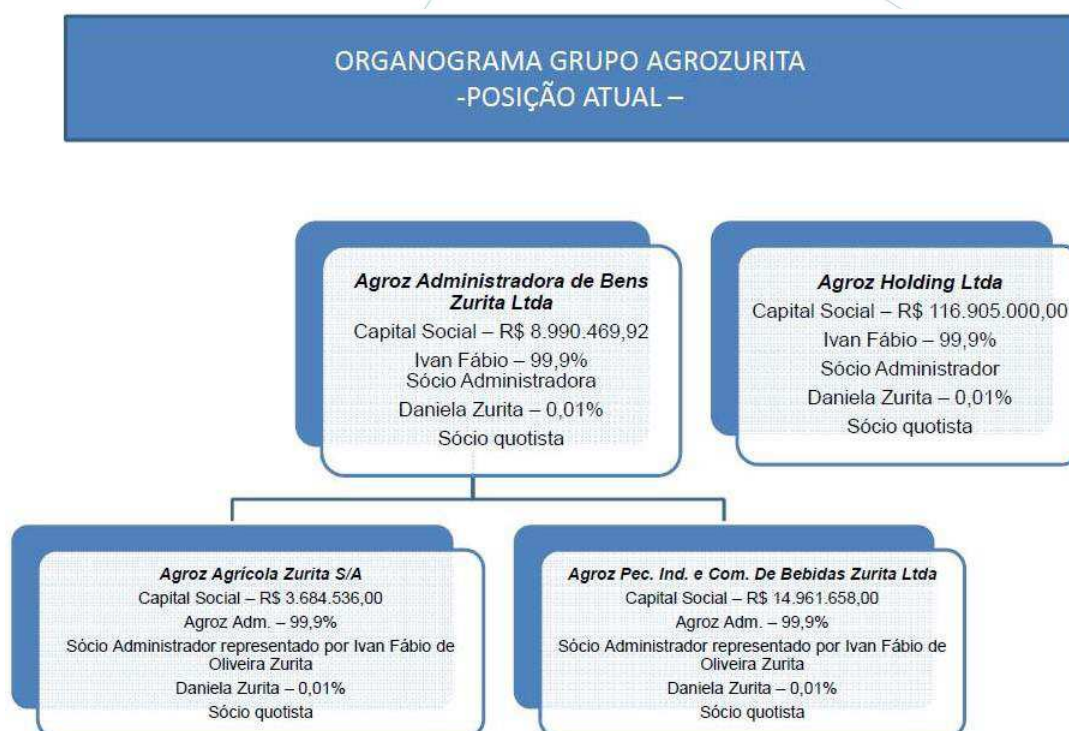 ORGANOGRAMA GRUPO AGROZURITA
-POSIÇÃO ATUAL –
Agroz Administradora de Bens
Zurita Ltda
Capital Social – R$ 8.990.469,92
Ivan Fábio – 99,9%
Sócio Administradora
Daniela Zurita – 0,01%
Sócio quotista
Agroz Holding Ltda
Capital Social – R$ 116.905.000,00
Ivan Fábio – 99,9%
Sócio Administrador
Daniela Zurita – 0,01%
Sócio quotista
Agroz Agrícola Zurita S/A
Capital Social – R$ 3.684.536,00
Agroz Adm. – 99,9%
Sócio Administrador representado por Ivan Fábio de
Oliveira Zurita
Daniela Zurita – 0,01%
Sócio quotista
Agroz Pec. Ind. e Com. De Bebidas Zurita Ltda
Capital Social – R$ 14.961.658,00
Agroz Adm. – 99,9%
Sócio Administrador representado por Ivan Fábio de
Oliveira Zurita
Daniela Zurita – 0,01%
Sócio quotista